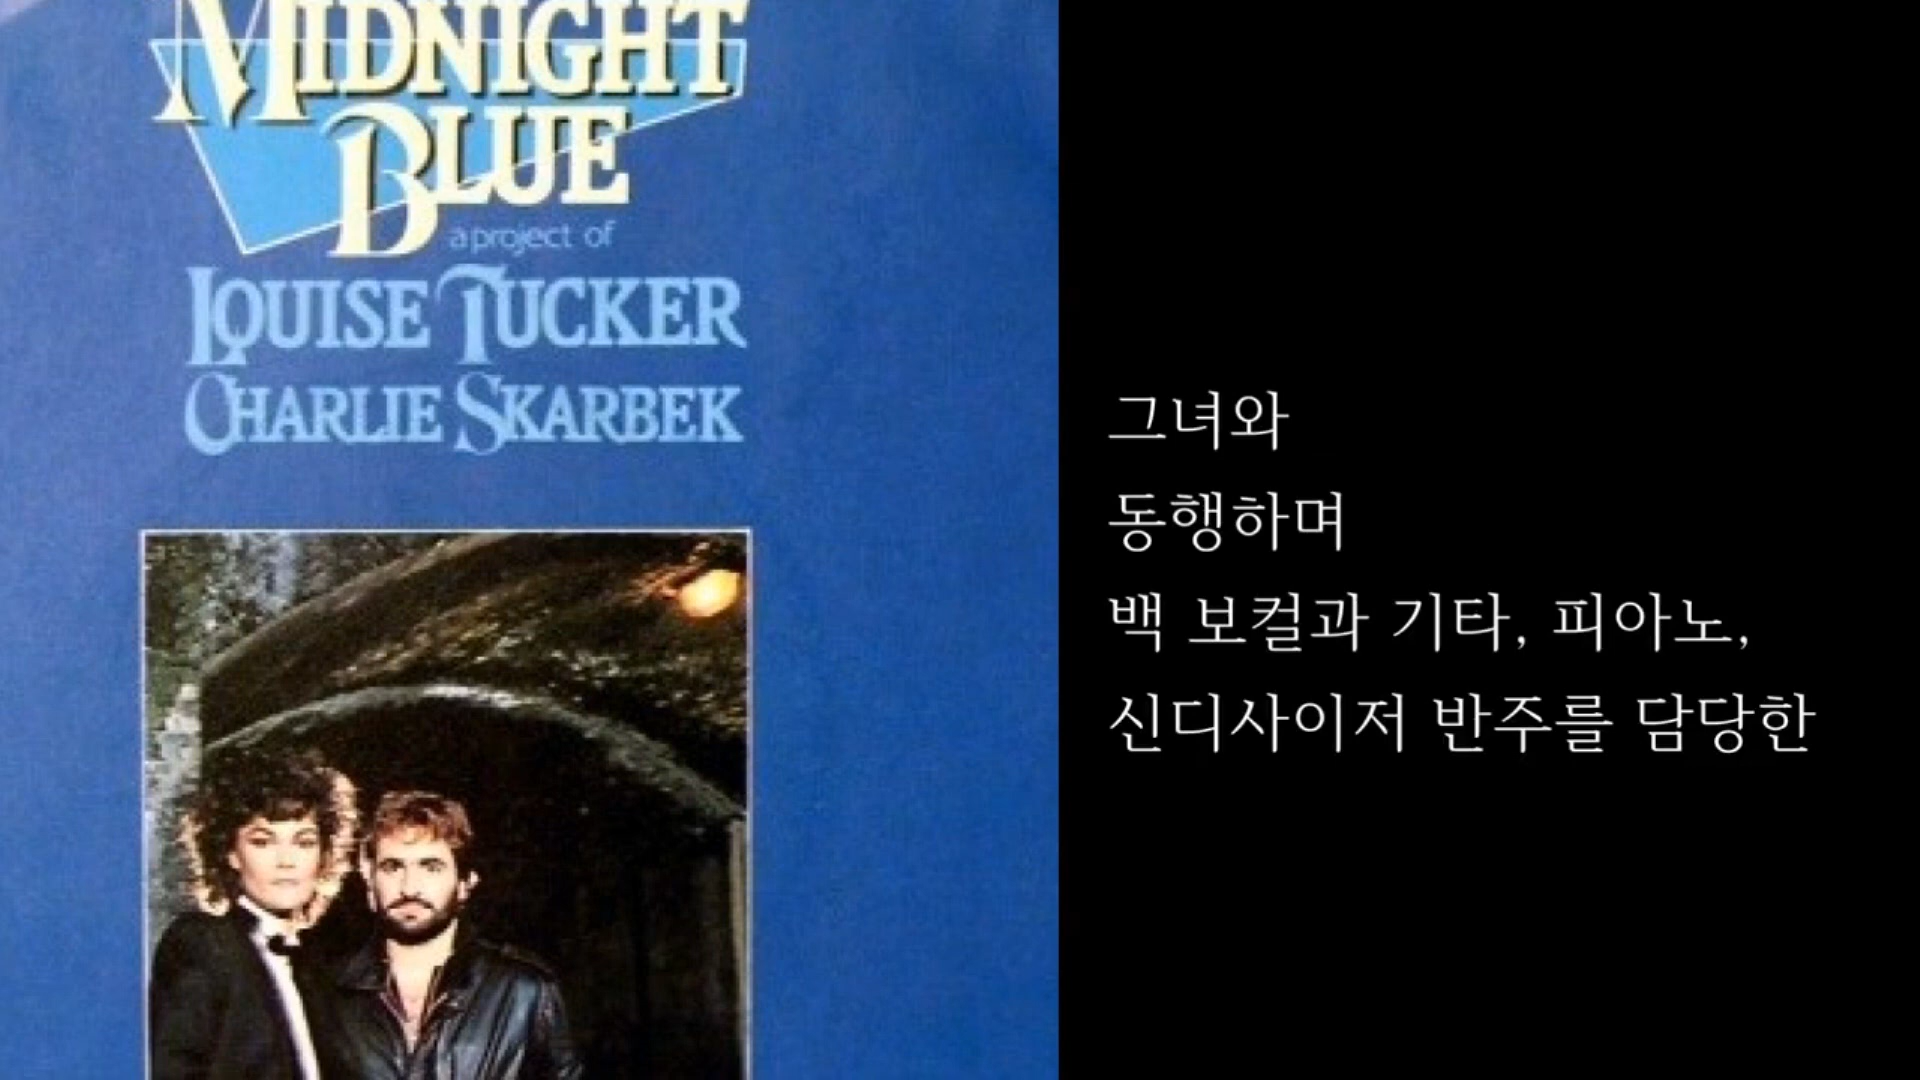 MIDNIGHT
BLUE
a project of
LOUISE TUCKER
CHARLIE SKARBEK
그녀와
동행하며
백 보컬과 기타, 피아노,
신디사이저 반주를 담당한